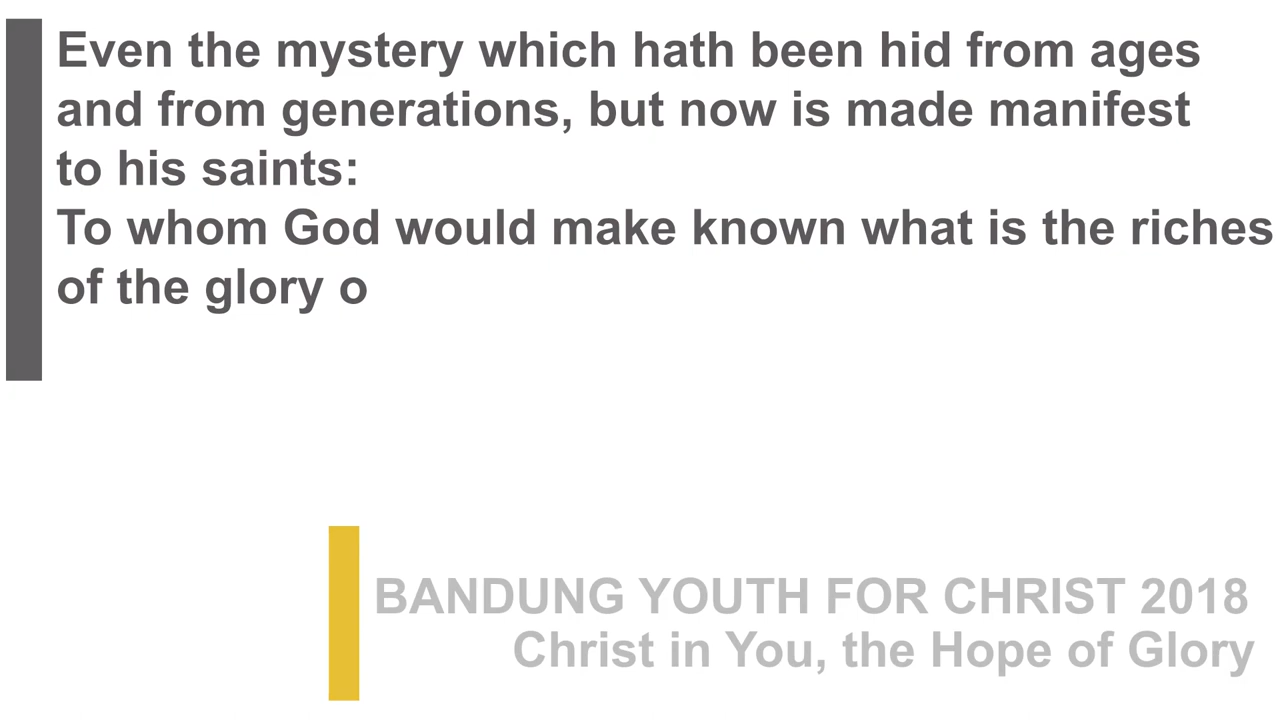 Even the mystery which hath been hid from ages
and from generations, but now is made manifest
to his saints:
To whom God would make known what is the riches
of the glory o
BANDUNG YOUTH FOR CHRIST 2018
Christ in You, the Hope of Glory